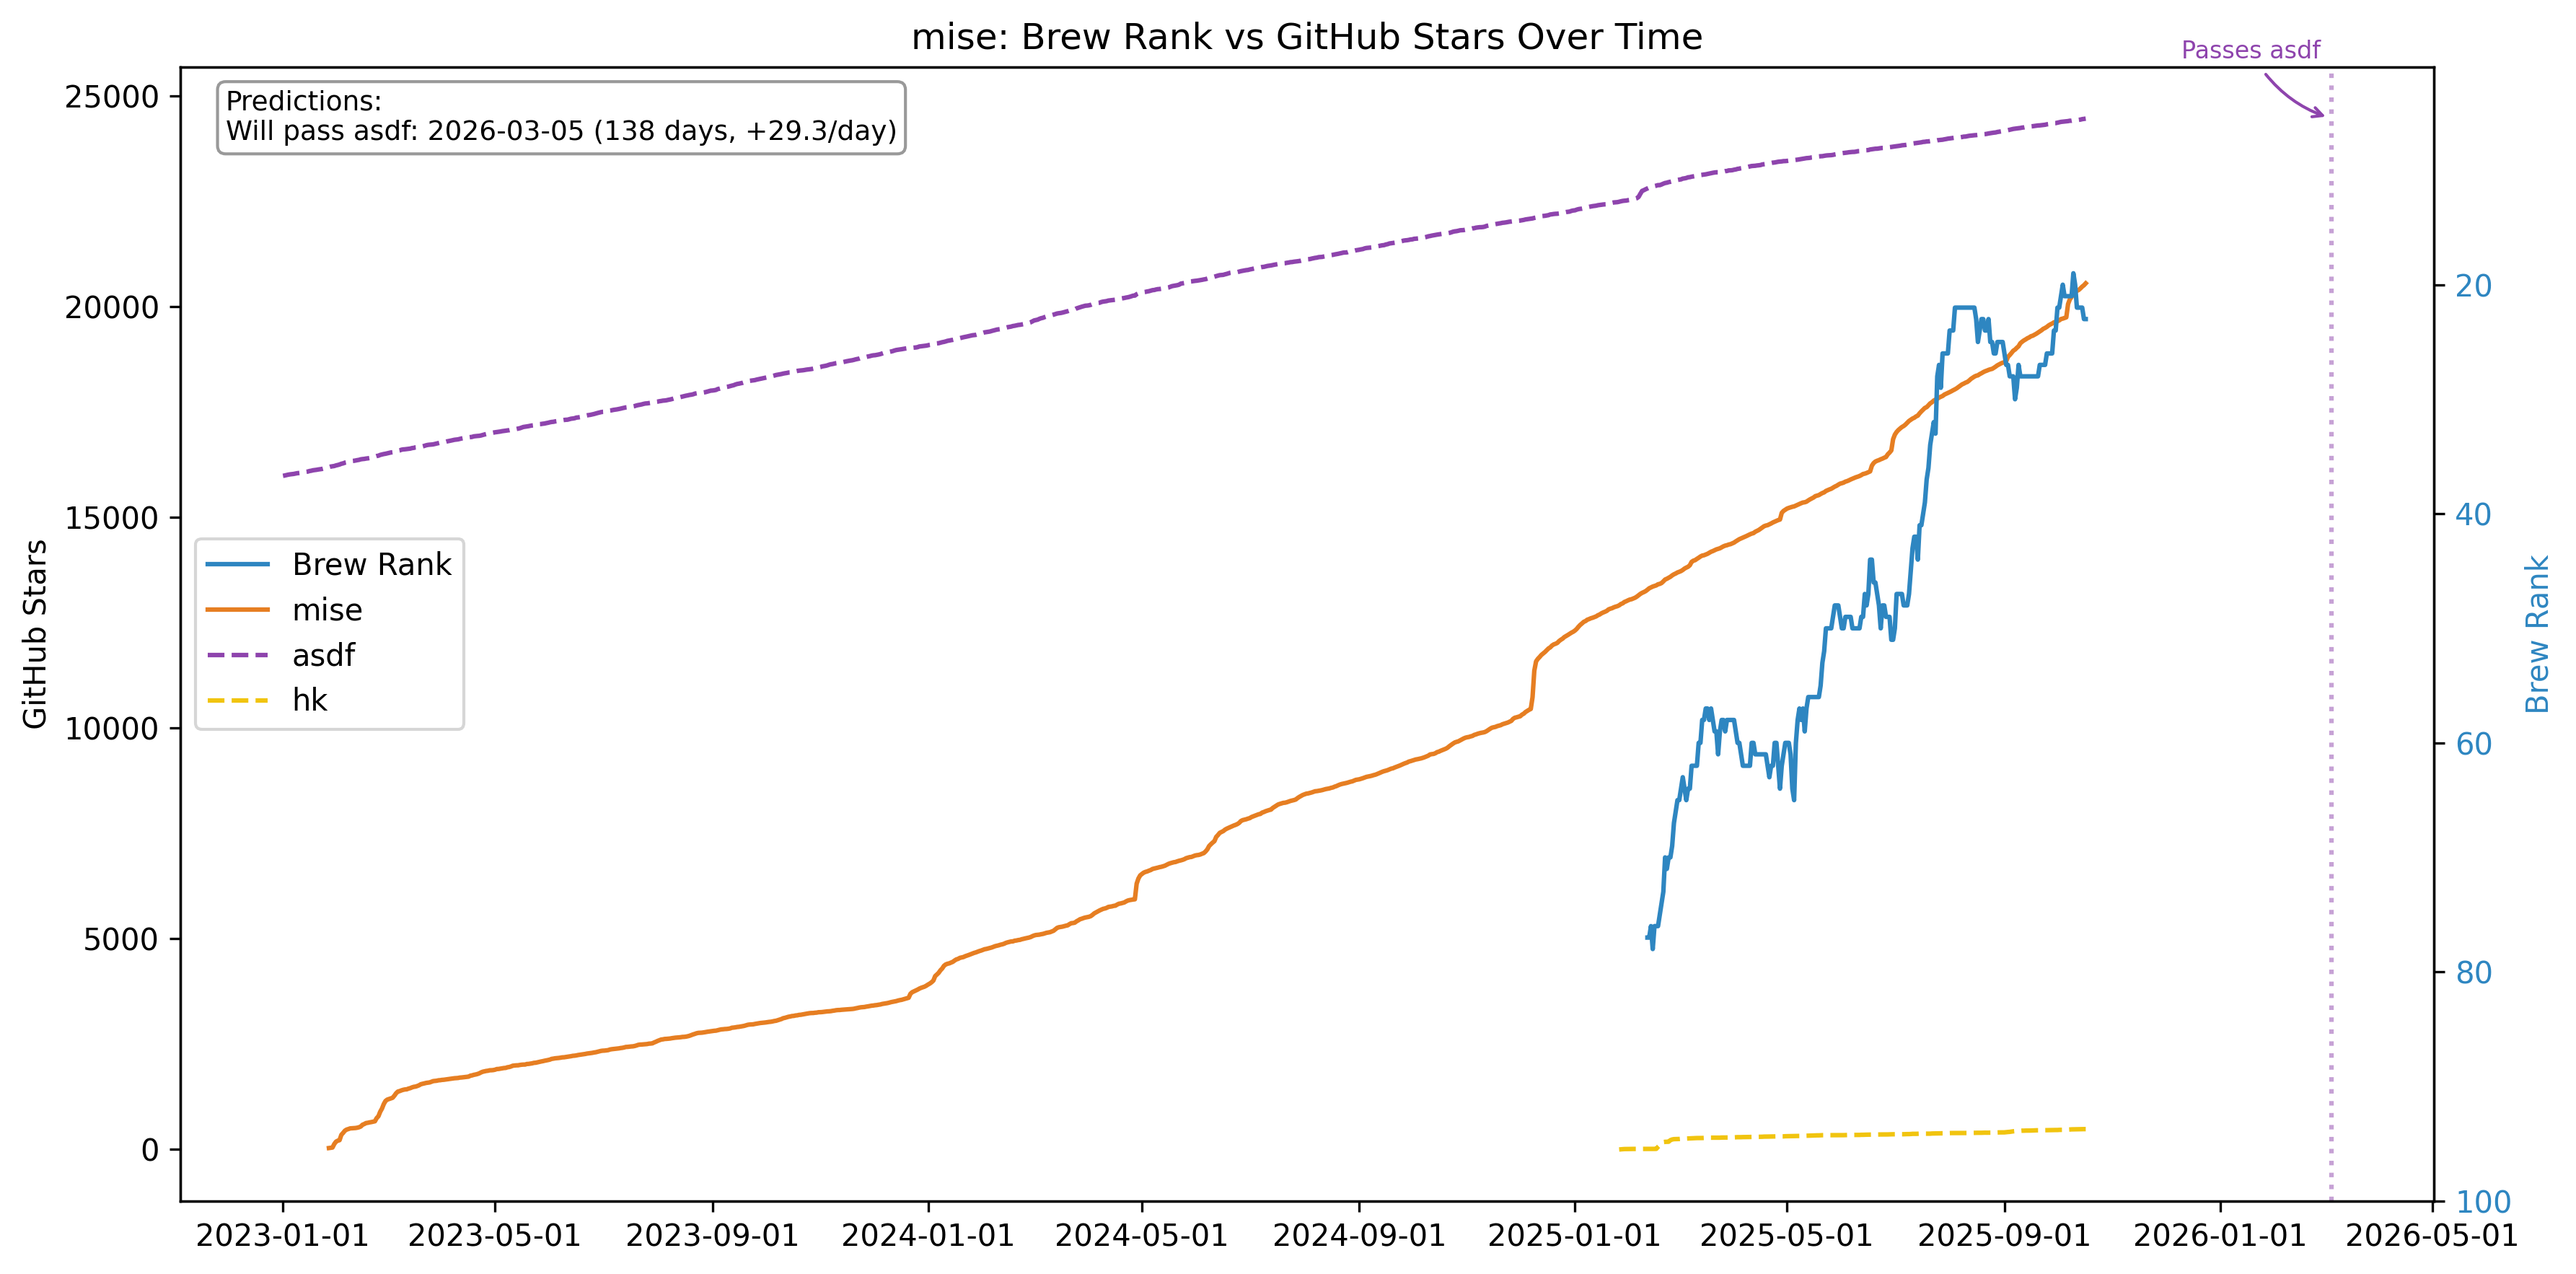 mise: Brew Rank vs GitHub Stars Over Time
Passes asdf
Predictions:
Will pass asdf: 2026-03-05 (138 days, +29.3/day)
GitHub Stars
25000
20000
15000
10000
5000
0
Brew Rank
mise
asdf
hk
20
40
60
80
100
Brew Rank
2023-01-01
2023-05-01
2023-09-01
2024-01-01
2024-05-01
2024-09-01
2025-01-01
2025-05-01
2025-09-01
2026-01-01
2026-05-01